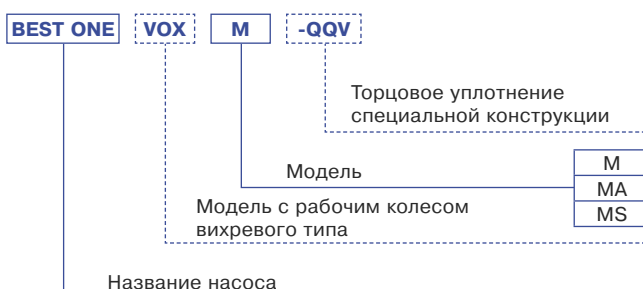 BEST ONE VOX M -QQV
Торцовое уплотнение
специальной конструкции
Модель
M
MA
MS
Модель с рабочим колесом
вихревого типа
Название насоса